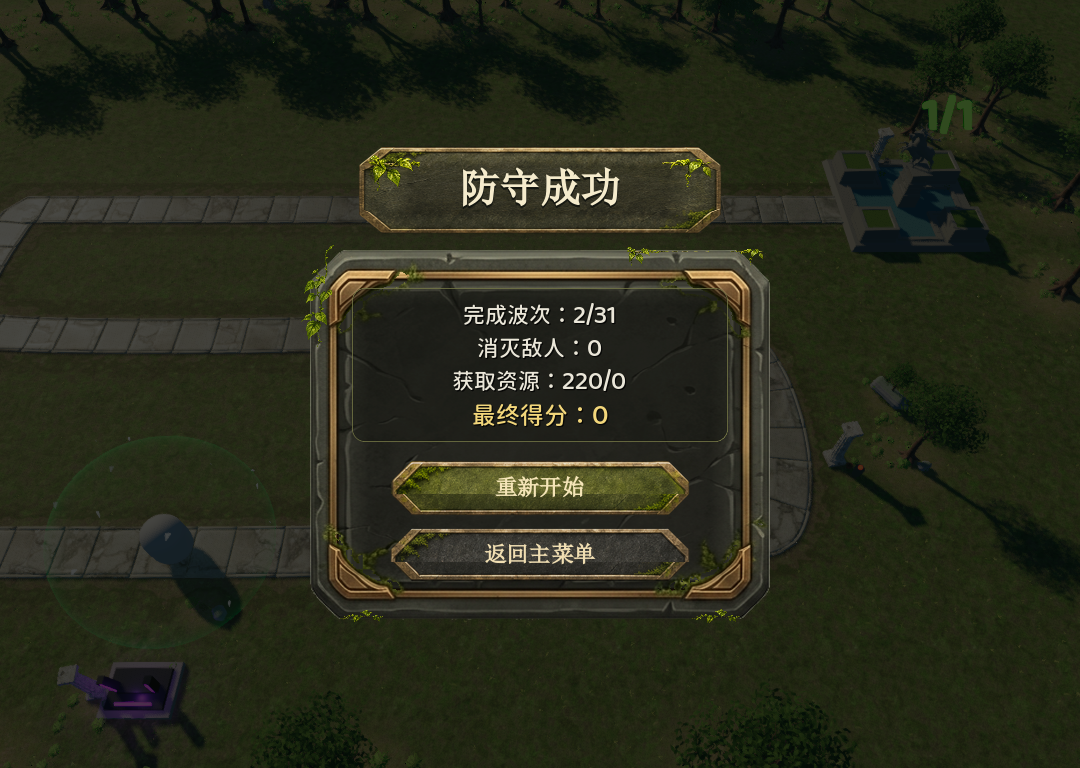 1/1
防守成功
完成波次：2/31
消灭敌人：0
获取资源：220/0
最终得分：0
重新开始
返回主菜单